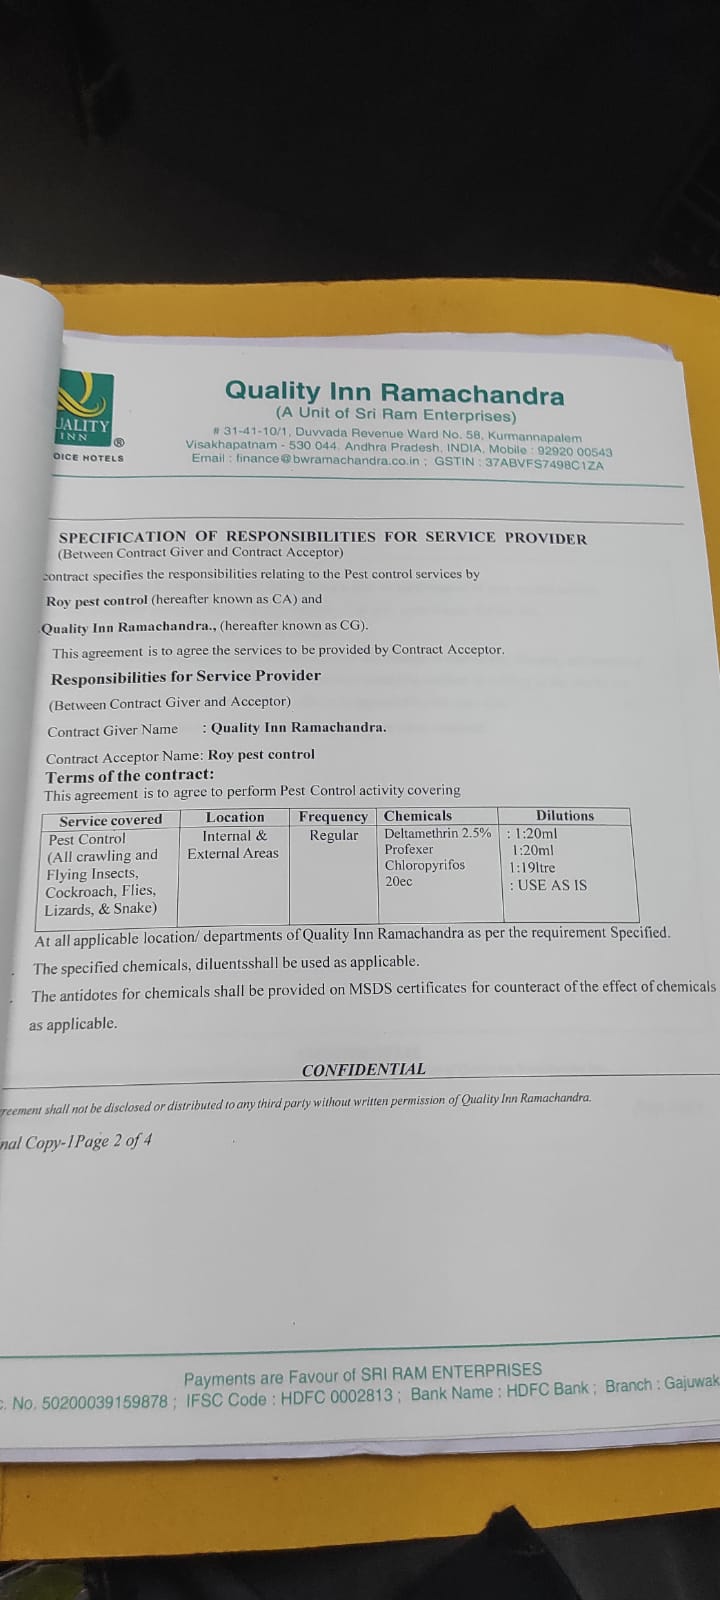 UALITY
INN
®
OICE HOTELS
Quality Inn Ramachandra
(A Unit of Sri Ram Enterprises)
# 31-41-10/1, Duvvada Revenue Ward No. 58, Kurmannapalem
Visakhapatnam - 530 044, Andhra Pradesh, INDIA, Mobile : 92920 00543
Email : finance@bwramachandra.co.in ; GSTIN : 37ABVFS7498C1ZA
SPECIFICATION OF RESPONSIBILITIES FOR SERVICE PROVIDER
(Between Contract Giver and Contract Acceptor)
contract specifies the responsibilities relating to the Pest control services by
Roy pest control (hereafter known as CA) and
Quality Inn Ramachandra., (hereafter known as CG).
This agreement is to agree the services to be provided by Contract Acceptor.
Responsibilities for Service Provider
(Between Contract Giver and Acceptor)
Contract Giver Name : Quality Inn Ramachandra.
Contract Acceptor Name: Roy pest control
Terms of the contract:
This agreement is to agree to perform Pest Control activity covering
Service covered Location Frequency Chemicals Dilutions
Pest Control Internal & Regular Deltamethrin 2.5% : 1:20ml
(All crawling and External Areas Profexer 1:20ml
Flying Insects, Chloropyrifos 1:19ltre
Cockroach, Flies, 20ec : USE AS IS
Lizards, & Snake)
At all applicable location/ departments of Quality Inn Ramachandra as per the requirement Specified.
The specified chemicals, diluentsshall be used as applicable.
The antidotes for chemicals shall be provided on MSDS certificates for counteract of the effect of chemicals
as applicable.
CONFIDENTIAL
reement shall not be disclosed or distributed to any third party without written permission of Quality Inn Ramachandra.
nal Copy-1Page 2 of 4
Payments are Favour of SRI RAM ENTERPRISES
c. No. 50200039159878 ; IFSC Code : HDFC 0002813 ; Bank Name : HDFC Bank ; Branch : Gajuwak